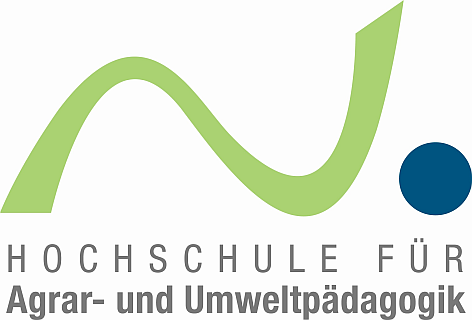 HOCHSCHULE FÜR
Agrar- und Umweltpädagogik